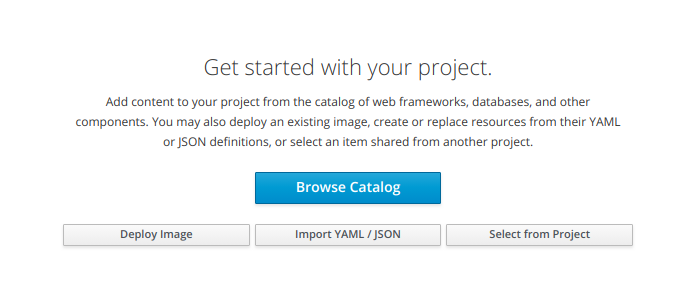 Get started with your project.
Add content to your project from the catalog of web frameworks, databases, and other
components. You may also deploy an existing image, create or replace resources from their YAML
or JSON definitions, or select an item shared from another project.
Browse Catalog
Deploy Image
Import YAML / JSON
Select from Project